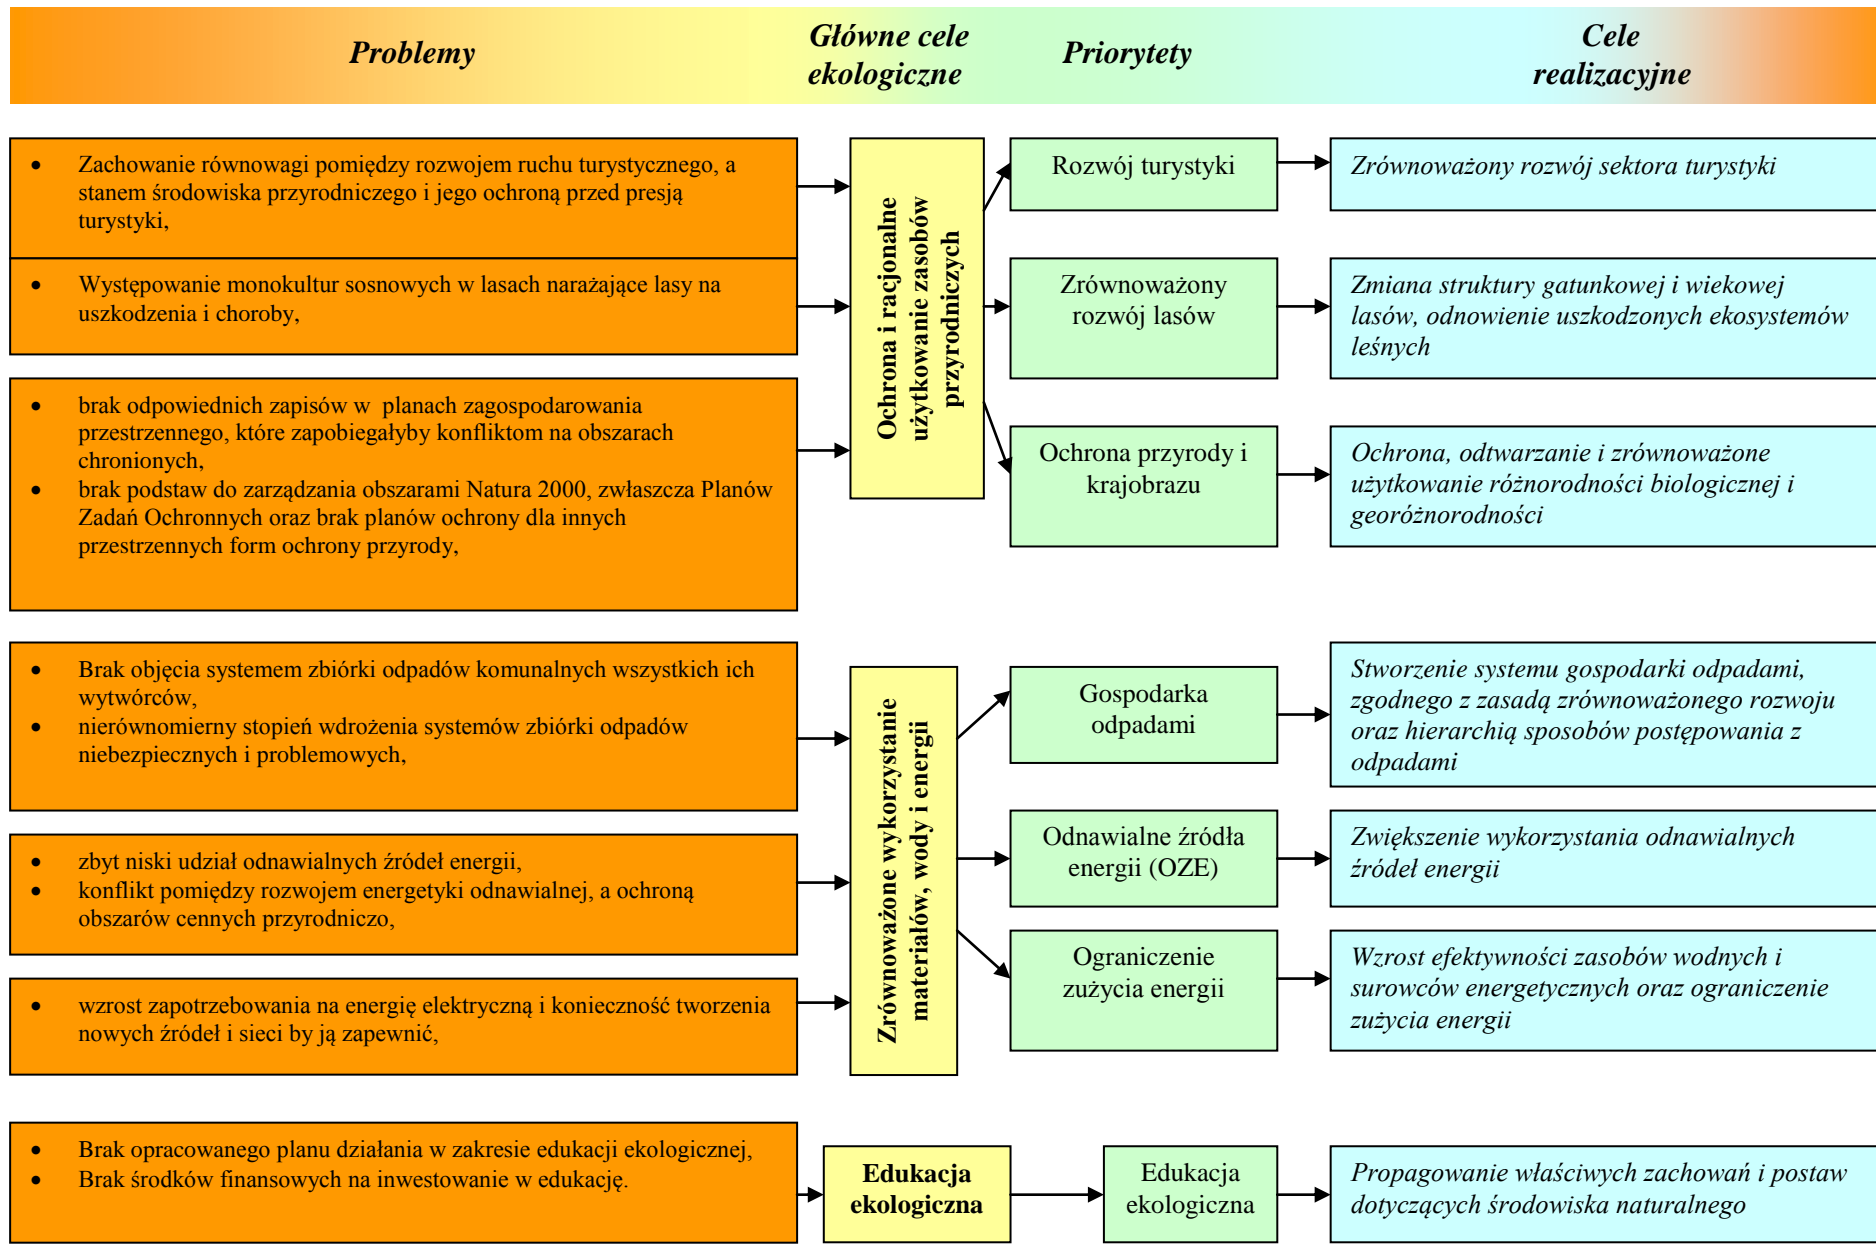 Problemy
Główne cele
ekologiczne
Priorytety
Cele
realizacyjne
• Zachowanie równowagi pomiędzy rozwojem ruchu turystycznego, a
stanem środowiska przyrodniczego i jego ochroną przed presją
turystyki,
• Występowanie monokultur sosnowych w lasach narażające lasy na
uszkodzenia i choroby,
• brak odpowiednich zapisów w planach zagospodarowania
przestrzennego, które zapobiegałyby konfliktom na obszarach
chronionych,
• brak podstaw do zarządzania obszarami Natura 2000, zwłaszcza Planów
Zadań Ochronnych oraz brak planów ochrony dla innych
przestrzennych form ochrony przyrody,
Ochrona i racjonalne
użytkowanie zasobów
przyrodniczych
Rozwój turystyki
Zrównoważony rozwój sektora turystyki
Zrównoważony
rozwój lasów
Zmiana struktury gatunkowej i wiekowej
lasów, odnowienie uszkodzonych ekosystemów
leśnych
Ochrona przyrody i
krajobrazu
Ochrona, odtwarzanie i zrównoważone
użytkowanie różnorodności biologicznej i
georóżnorodności
• Brak objęcia systemem zbiórki odpadów komunalnych wszystkich ich
wytwórców,
• nierównomierny stopień wdrożenia systemów zbiórki odpadów
niebezpiecznych i problemowych,
• zbyt niski udział odnawialnych źródeł energii,
• konflikt pomiędzy rozwojem energetyki odnawialnej, a ochroną
obszarów cennych przyrodniczo,
• wzrost zapotrzebowania na energię elektryczną i konieczność tworzenia
nowych źródeł i sieci by ją zapewnić,
Zrównoważone wykorzystanie
materiałów, wody i energii
Gospodarka
odpadami
Stworzenie systemu gospodarki odpadami,
zgodnego z zasadą zrównoważonego rozwoju
oraz hierarchią sposobów postępowania z
odpadami
Odnawialne źródła
energii (OZE)
Zwiększenie wykorzystania odnawialnych
źródeł energii
Ograniczenie
zużycia energii
Wzrost efektywności zasobów wodnych i
surowców energetycznych oraz ograniczenie
zużycia energii
• Brak opracowanego planu działania w zakresie edukacji ekologicznej,
• Brak środków finansowych na inwestowanie w edukację.
Edukacja
ekologiczna
Edukacja
ekologiczna
Propagowanie właściwych zachowań i postaw
dotyczących środowiska naturalnego